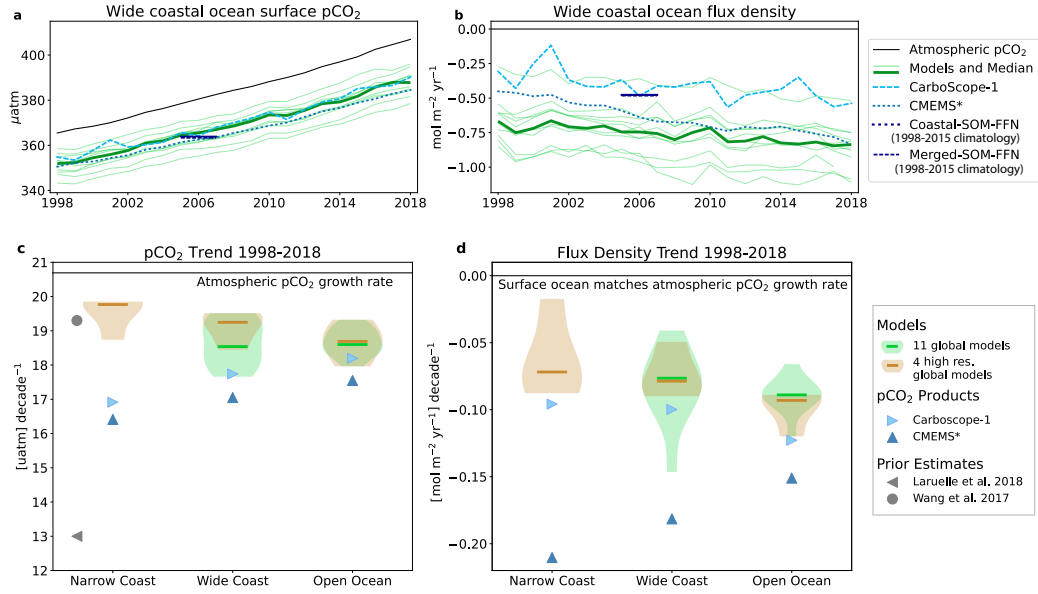 a
Wide coastal ocean surface pCO₂
μatm
400
380
360
340
1998
2002
2006
2010
2014
2018
b
Wide coastal ocean flux density
mol m⁻² yr⁻¹
0.00
−0.25
−0.50
−0.75
−1.00
1998
2002
2006
2010
2014
2018
Atmospheric pCO₂
Models and Median
CarboScope-1
CMEMS*
Coastal-SOM-FFN
(1998-2015 climatology)
Merged-SOM-FFN
(1998-2015 climatology)
c
pCO₂ Trend 1998-2018
Atmospheric pCO₂ growth rate
[uatm] decade⁻¹
21
20
19
18
17
16
15
14
13
12
Narrow Coast
Wide Coast
Open Ocean
d
Flux Density Trend 1998-2018
Surface ocean matches atmospheric pCO₂ growth rate
[mol m⁻² yr⁻¹] decade⁻¹
0.00
−0.05
−0.10
−0.15
−0.20
Narrow Coast
Wide Coast
Open Ocean
Models
11 global models
4 high res.
global models
pCO₂ Products
Carboscope-1
CMEMS*
Prior Estimates
Laruelle et al. 2018
Wang et al. 2017